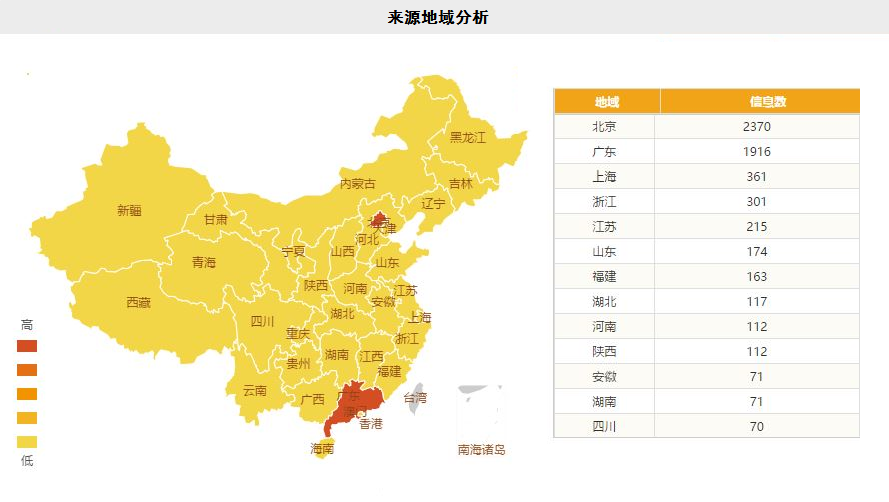 来源地域分析
黑龙江
内蒙古
吉林
辽宁
新疆
甘肃
北京
天津
河北
宁夏
山西
青海
山东
陕西
河南
江苏
西藏
安徽
湖北
上海
四川
重庆
浙江
湖南
江西
贵州
福建
云南
广西
广东
台湾
澳门
香港
海南
南海诸岛
高
低
地域 信息数
北京 2370
广东 1916
上海 361
浙江 301
江苏 215
山东 174
福建 163
湖北 117
河南 112
陕西 112
安徽 71
湖南 71
四川 70